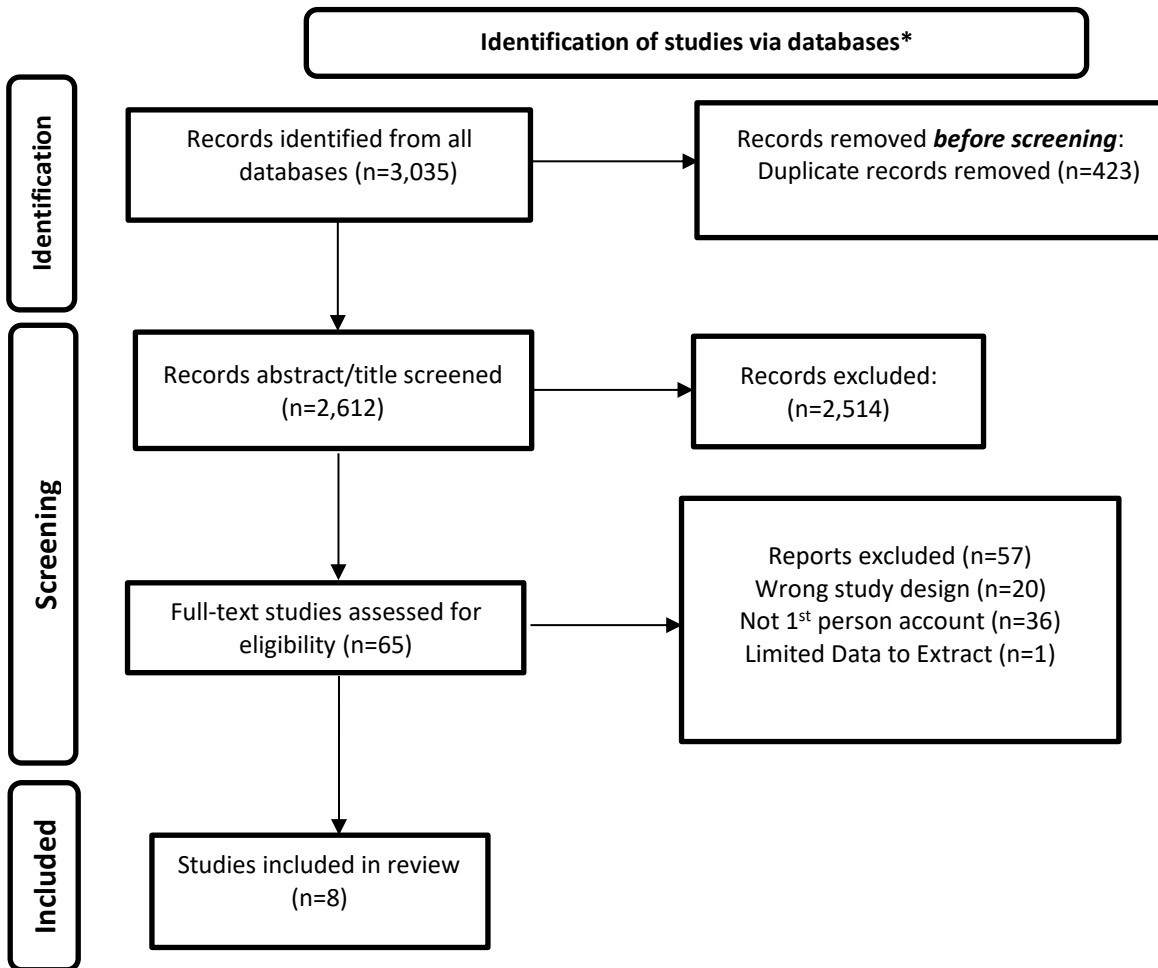 Identification of studies via databases*
Identification
Records identified from all
databases (n=3,035)
Records removed before screening:
Duplicate records removed (n=423)
Screening
Records abstract/title screened
(n=2,612)
Records excluded:
(n=2,514)
Full-text studies assessed for
eligibility (n=65)
Reports excluded (n=57)
Wrong study design (n=20)
Not 1st person account (n=36)
Limited Data to Extract (n=1)
Included
Studies included in review
(n=8)